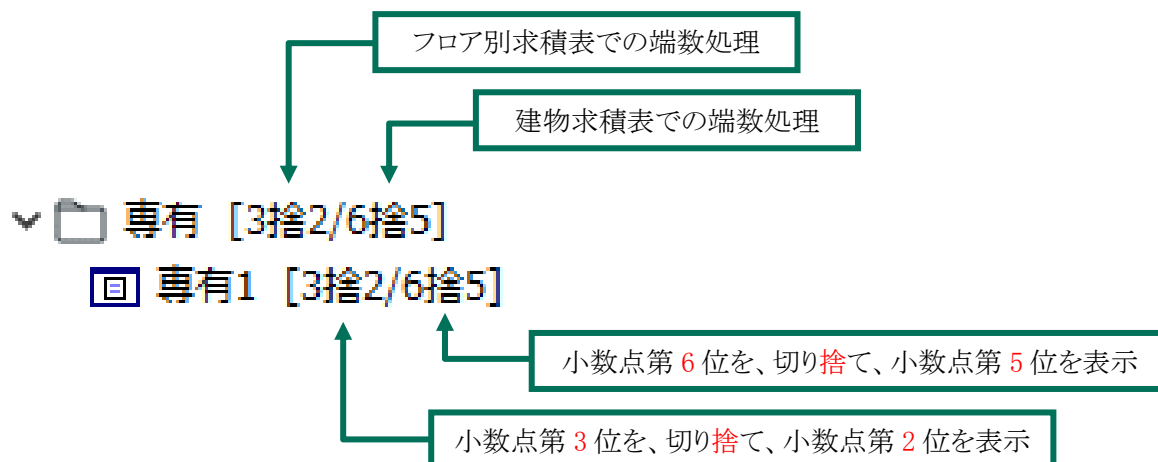 フロア別求積表での端数処理
建物求積表での端数処理
専有 [3捨2/6捨5]
専有1 [3捨2/6捨5]
小数点第 6 位を、切り捨て、小数点第 5 位を表示
小数点第 3 位を、切り捨て、小数点第 2 位を表示